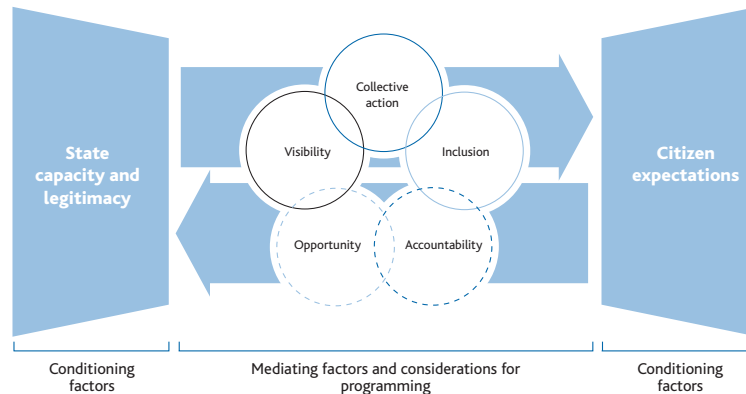 Collective
action
Visibility
Inclusion
State
capacity and
legitimacy
Citizen
expectations
Opportunity
Accountability
Conditioning
factors
Mediating factors and considerations for
programming
Conditioning
factors